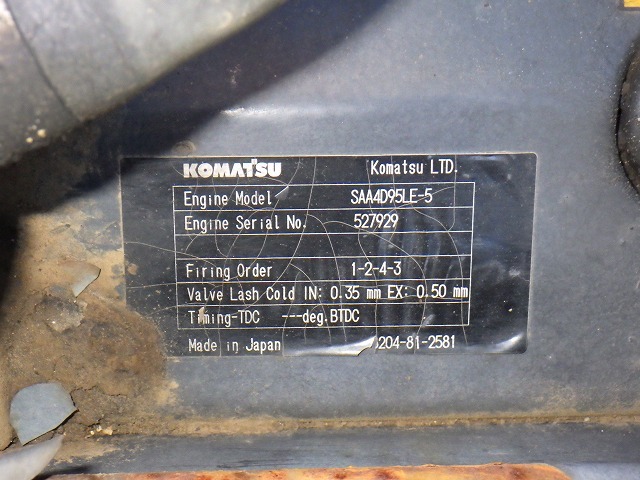 KOMATSU Komatsu LTD.
Engine Model SAA4D95LE-5
Engine Serial No. 527929
Firing Order 1-2-4-3
Valve Lash Cold IN: 0.35 mm EX: 0.50 mm
Timing-TDC ---deg.BTDC
Made in Japan 204-81-2581